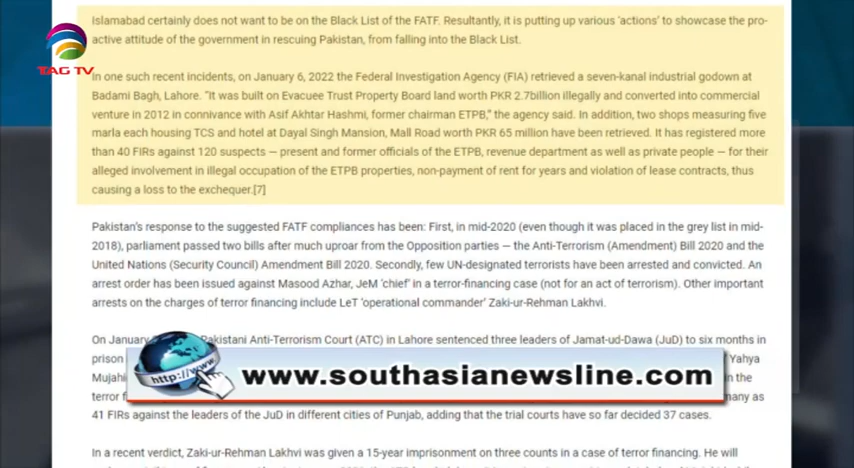 Islamabad certainly does not want to be on the Black List of the FATF. Resultantly, it is putting up various ‘actions’ to showcase the pro-
active attitude of the government in rescuing Pakistan, from falling into the Black List.
TAG TV
In one such recent incidents, on January 6, 2022 the Federal Investigation Agency (FIA) retrieved a seven-kanal industrial godown at
Badami Bagh, Lahore. “It was built on Evacuee Trust Property Board land worth PKR 2.7billion illegally and converted into commercial
venture in 2012 in connivance with Asif Akhtar Hashmi, former chairman ETPB,” the agency said. In addition, two shops measuring five
marla each housing TCS and hotel at Dayal Singh Mansion, Mall Road worth PKR 65 million have been retrieved. It has registered more
than 40 FIRs against 120 suspects — present and former officials of the ETPB, revenue department as well as private people — for their
alleged involvement in illegal occupation of the ETPB properties, non-payment of rent for years and violation of lease contracts, thus
causing a loss to the exchequer.[7]
Pakistan’s response to the suggested FATF compliances has been: First, in mid-2020 (even though it was placed in the grey list in mid-
2018), parliament passed two bills after much uproar from the Opposition parties — the Anti-Terrorism (Amendment) Bill 2020 and the
United Nations (Security Council) Amendment Bill 2020. Secondly, few UN-designated terrorists have been arrested and convicted. An
arrest order has been issued against Masood Azhar, JeM ‘chief’ in a terror-financing case (not for an act of terrorism). Other important
arrests on the charges of terror financing include LeT ‘operational commander’ Zaki-ur-Rehman Lakhvi.
On January Pakistani Anti-Terrorism Court (ATC) in Lahore sentenced three leaders of Jamat-ud-Dawa (JuD) to six months in
prison Yahya
http://www.
www.southasianewsline.com
in the
terror
41 FIRs against the leaders of the JuD in different cities of Punjab, adding that the trial courts have so far decided 37 cases.
In a recent verdict, Zaki-ur-Rehman Lakhvi was given a 15-year imprisonment on three counts in a case of terror financing. He will